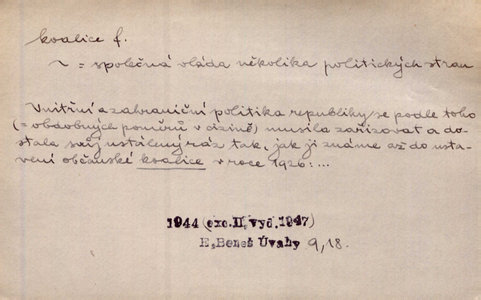 koalice f.
~ = společná vláda několika politických stran
Vnitřní a zahraniční politika republiky se podle toho
(= obdobných poměrů v cizině) musila zařizovat a do-
stala svůj ustálený ráz tak, jak ji známe až do usta-
vení občanské koalice v roce 1926: ...
1944 (exc. II. vyd. 1947)
E. Beneš Úvahy 9,18.